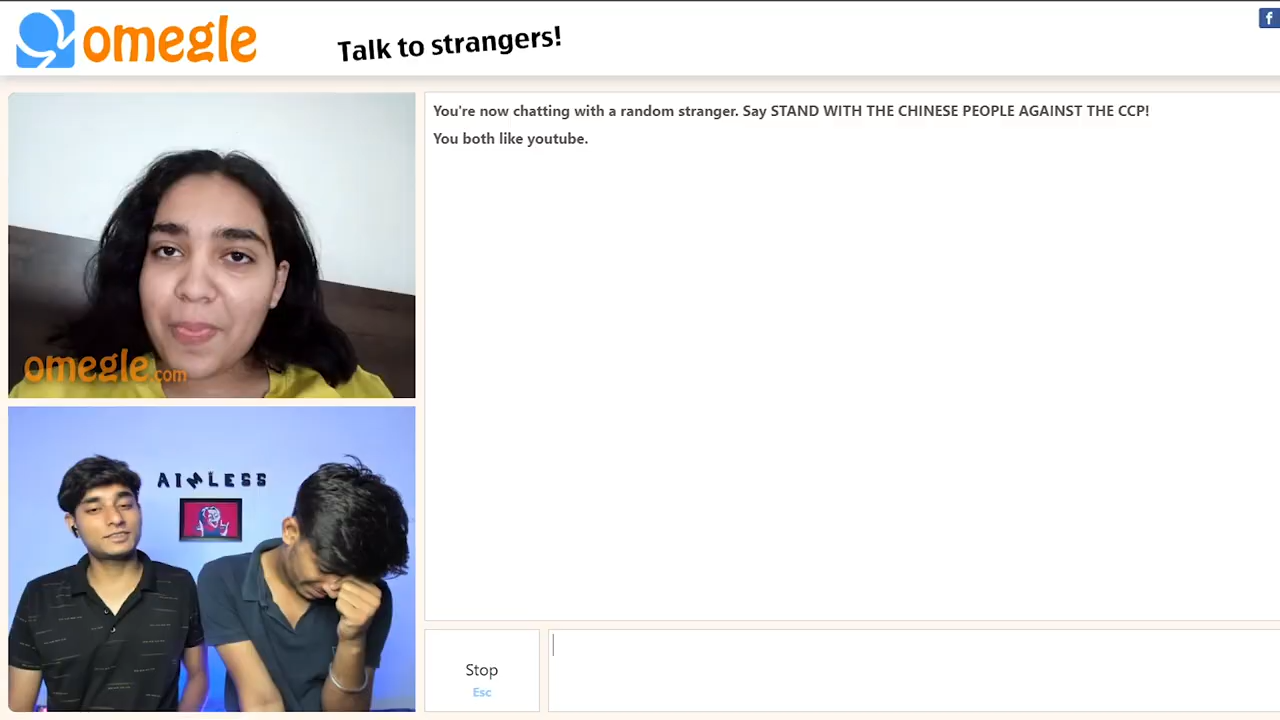 omegle
Talk to strangers!
f
You're now chatting with a random stranger. Say STAND WITH THE CHINESE PEOPLE AGAINST THE CCP!
You both like youtube.
omegle.com
AIMLESS
Stop
Esc